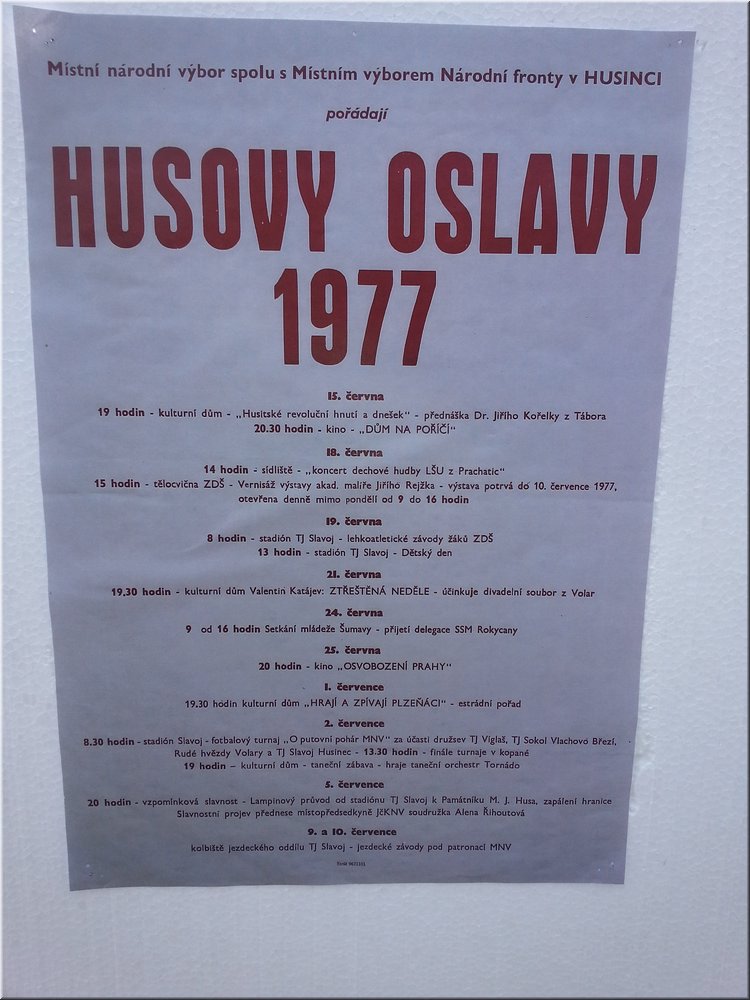 Místní národní výbor spolu s Místním výborem Národní fronty v HUSINCI
pořádají
HUSOVY OSLAVY
1977
15. června
19 hodin - kulturní dům - „Husitské revoluční hnutí a dnešek" - přednáška Dr. Jiřího Kořelky z Tábora
20.30 hodin - kino - „DŮM NA POŘÍČÍ"
18. června
14 hodin - sídliště - „koncert dechové hudby LŠU z Prachatic"
15 hodin - tělocvična ZDŠ - Vernisáž výstavy akad. malíře Jiřího Rejžka - výstava potrvá do 10. července 1977,
otevřena denně mimo pondělí od 9 do 16 hodin
19. června
8 hodin - stadión TJ Slavoj - lehkoatletické závody žáků ZDŠ
13 hodin - stadión TJ Slavoj - Dětský den
21. června
19.30 hodin - kulturní dům Valentin Katájev: ZTŘEŠTĚNÁ NEDĚLE - účinkuje divadelní soubor z Volar
24. června
9 od 16 hodin Setkání mládeže Šumavy - přijetí delegace SSM Rokycany
25. června
20 hodin - kino „OSVOBOZENÍ PRAHY"
1. července
19.30 hodin kulturní dům „HRAJÍ A ZPÍVAJÍ PLZEŇÁCI" - estrádní pořad
2. července
8.30 hodin - stadión Slavoj - fotbalový turnaj „O putovní pohár MNV" za účasti družsev TJ Víglaš, TJ Sokol Vlachovo Březí,
Rudé hvězdy Volary a TJ Slavoj Husinec - 13.30 hodin - finále turnaje v kopané
19 hodin – kulturní dům - taneční zábava - hraje taneční orchestr Tornádo
5. července
20 hodin - vzpomínková slavnost - Lampinový průvod od stadiónu TJ Slavoj k Památníku M. J. Husa, zapálení hranice
Slavnostní projev přednese místopředsedkyně JčKNV soudružka Alena Řihoutová
9. a 10. července
kolbiště jezdeckého oddílu TJ Slavoj - jezdecké závody pod patronací MNV